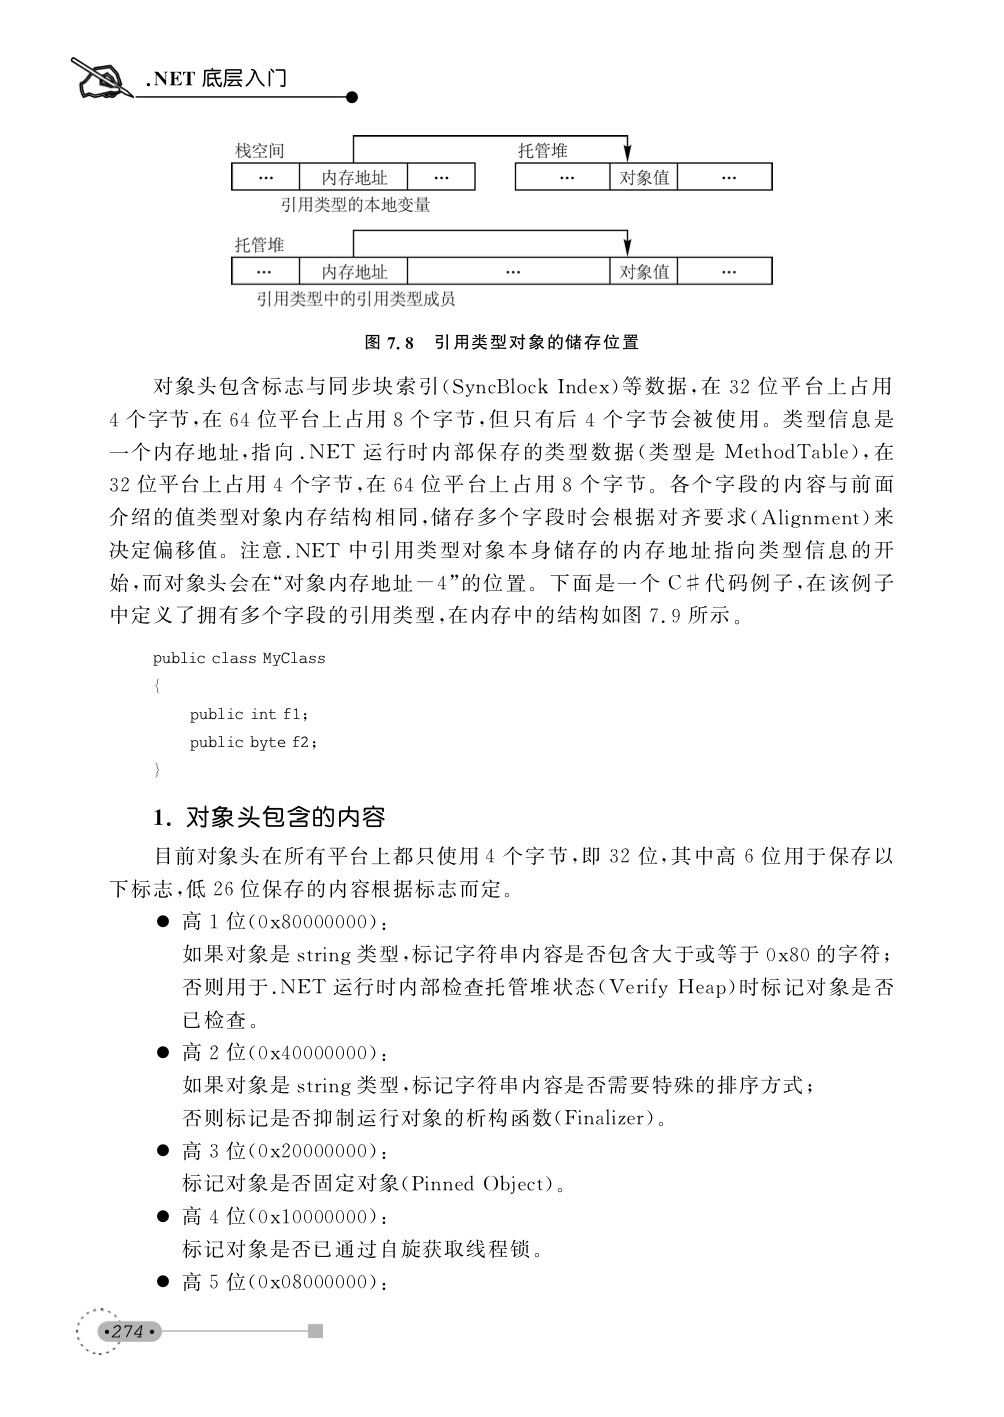 .NET 底层入门
栈空间 托管堆
… 内存地址 … … 对象值 …
引用类型的本地变量
托管堆
… 内存地址 … 对象值 …
引用类型中的引用类型成员
图 7.8 引用类型对象的储存位置
对象头包含标志与同步块索引(SyncBlock Index)等数据,在 32 位平台上占用
4 个字节,在 64 位平台上占用 8 个字节,但只有后 4 个字节会被使用。类型信息是
一个内存地址,指向.NET 运行时内部保存的类型数据(类型是 MethodTable),在
32 位平台上占用 4 个字节,在 64 位平台上占用 8 个字节。各个字段的内容与前面
介绍的值类型对象内存结构相同,储存多个字段时会根据对齐要求(Alignment)来
决定偏移值。注意.NET 中引用类型对象本身储存的内存地址指向类型信息的开
始,而对象头会在“对象内存地址－4”的位置。下面是一个 C♯代码例子,在该例子
中定义了拥有多个字段的引用类型,在内存中的结构如图 7.9 所示。
public class MyClass
{
public int f1;
public byte f2;
}
1. 对象头包含的内容
目前对象头在所有平台上都只使用 4 个字节,即 32 位,其中高 6 位用于保存以
下标志,低 26 位保存的内容根据标志而定。
● 高 1 位(0x80000000):
如果对象是 string 类型,标记字符串内容是否包含大于或等于 0x80 的字符;
否则用于.NET 运行时内部检查托管堆状态(Verify Heap)时标记对象是否
已检查。
● 高 2 位(0x40000000):
如果对象是 string 类型,标记字符串内容是否需要特殊的排序方式;
否则标记是否抑制运行对象的析构函数(Finalizer)。
● 高 3 位(0x20000000):
标记对象是否固定对象(Pinned Object)。
● 高 4 位(0x10000000):
标记对象是否已通过自旋获取线程锁。
● 高 5 位(0x08000000):
·274·